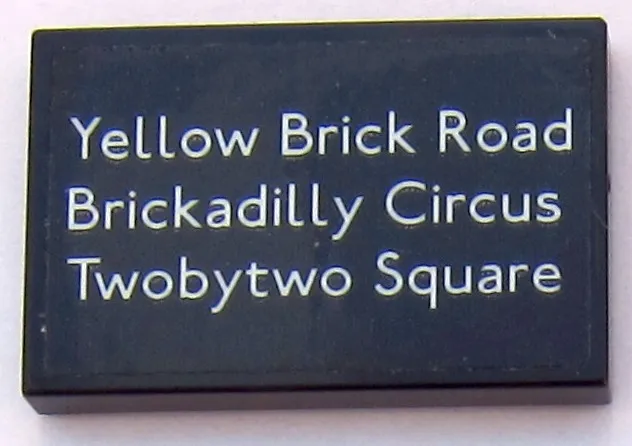 Yellow Brick Road
Brickadilly Circus
Twobytwo Square